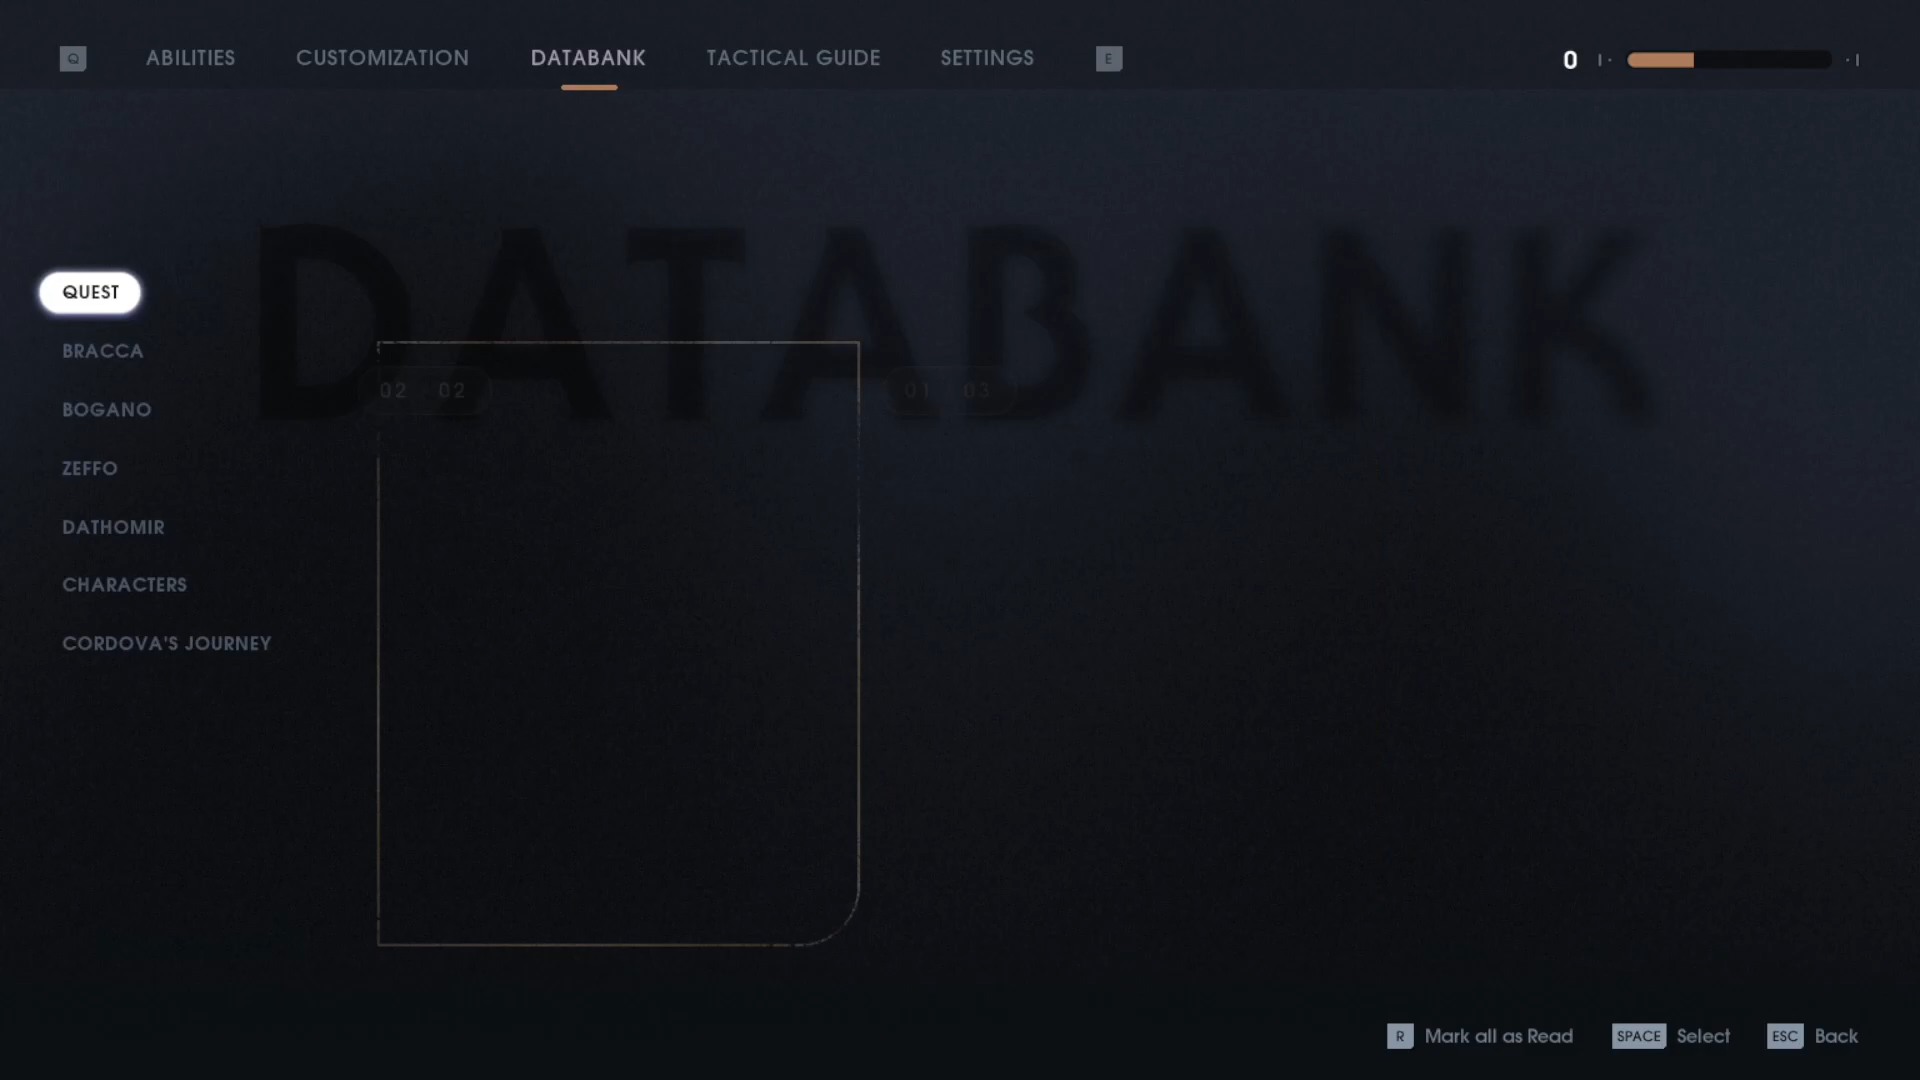 Q ABILITIES CUSTOMIZATION DATABANK TACTICAL GUIDE SETTINGS E 0
DATABANK
QUEST
BRACCA
02 02 01 03
BOGANO
ZEFFO
DATHOMIR
CHARACTERS
CORDOVA'S JOURNEY
R Mark all as Read SPACE Select ESC Back